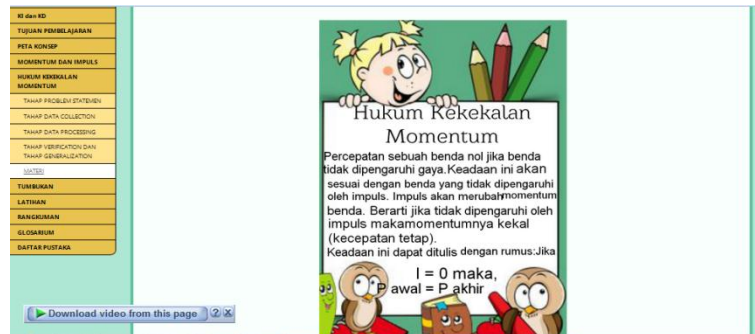 KI dan KD
TUJUAN PEMBELAJARAN
PETA KONSEP
MOMENTUM DAN IMPULS
HUKUM KEKEKALAN
MOMENTUM
TAHAP PROBLEM STATEMEN
TAHAP DATA COLLECTION
TAHAP DATA PROCESSING
TAHAP VERIFICATION DAN
TAHAP GENERALIZATION
MATERI
TUMBUKAN
LATIHAN
RANGKUMAN
GLOSARIUM
DAFTAR PUSTAKA
Hukum Kekekalan
Momentum
Percepatan sebuah benda nol jika benda
tidak dipengaruhi gaya.Keadaan ini akan
sesuai dengan benda yang tidak dipengaruhi
oleh impuls. Impuls akan merubahmomentum
benda. Berarti jika tidak dipengaruhi oleh
impuls makamomentumnya kekal
(kecepatan tetap).
Keadaan ini dapat ditulis dengan rumus:Jika
I = 0 maka,
P awal = P akhir
Download video from this page ? X